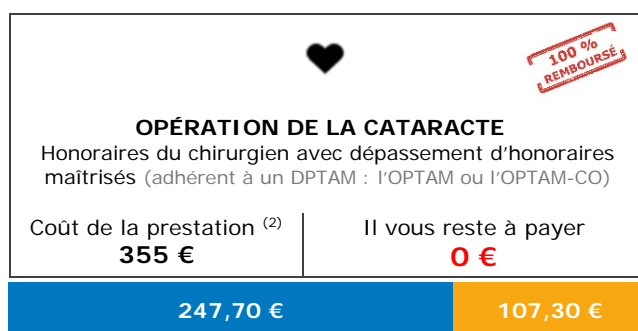 100 %
REMBOURSÉ
OPÉRATION DE LA CATARACTE
Honoraires du chirurgien avec dépassement d’honoraires
maîtrisés (adhérent à un DPTAM : l’OPTAM ou l’OPTAM-CO)
Coût de la prestation (2)
355 €
Il vous reste à payer
0 €
247,70 €
107,30 €